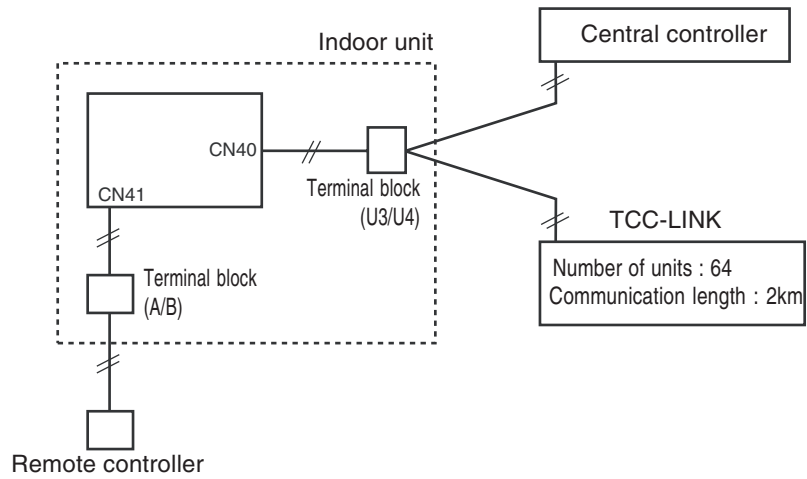 Indoor unit
Central controller
CN40
CN41
Terminal block
(U3/U4)
TCC-LINK
Number of units : 64
Communication length : 2km
Terminal block
(A/B)
Remote controller